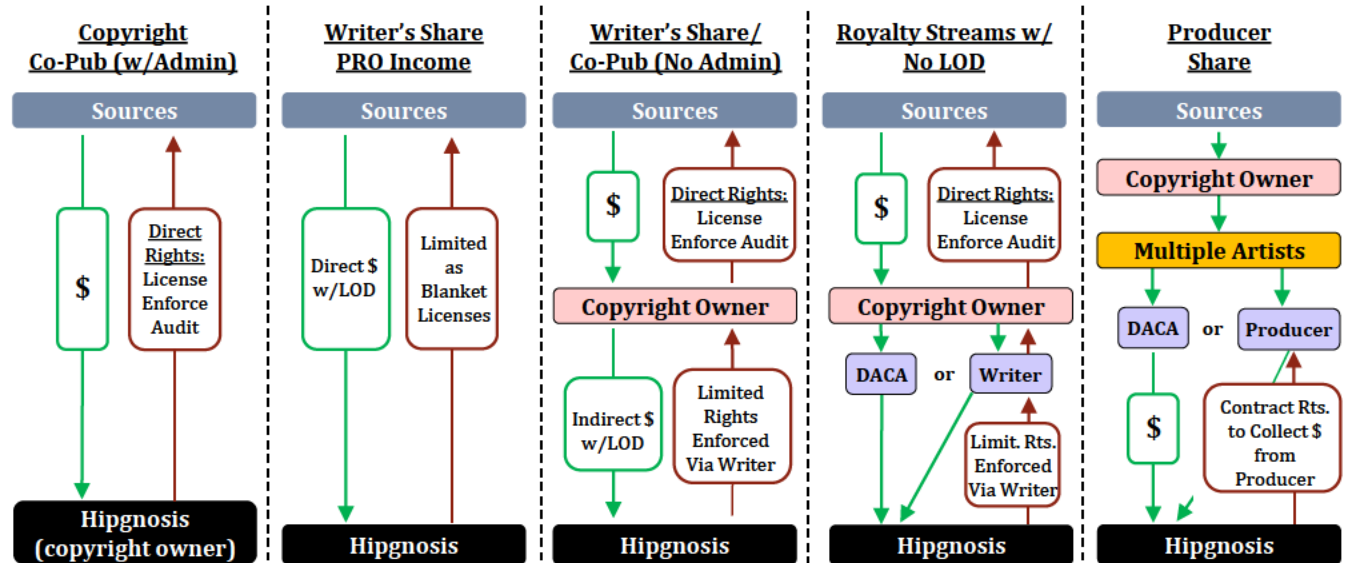 Copyright
Co-Pub (w/Admin)
Sources
$
Direct
Rights:
License
Enforce
Audit
Hipgnosis
(copyright owner)
Writer's Share
PRO Income
Sources
Direct $
w/LOD
Limited
as
Blanket
Licenses
Hipgnosis
Writer's Share/
Co-Pub (No Admin)
Sources
$
Direct Rights:
License
Enforce Audit
Copyright Owner
Indirect $
w/LOD
Limited
Rights
Enforced
Via Writer
Hipgnosis
Royalty Streams w/
No LOD
Sources
$
Direct Rights:
License
Enforce Audit
Copyright Owner
DACA or Writer
Limit. Rts.
Enforced
Via Writer
Hipgnosis
Producer
Share
Sources
Copyright Owner
Multiple Artists
DACA or Producer
$
Contract Rts.
to Collect $
from
Producer
Hipgnosis